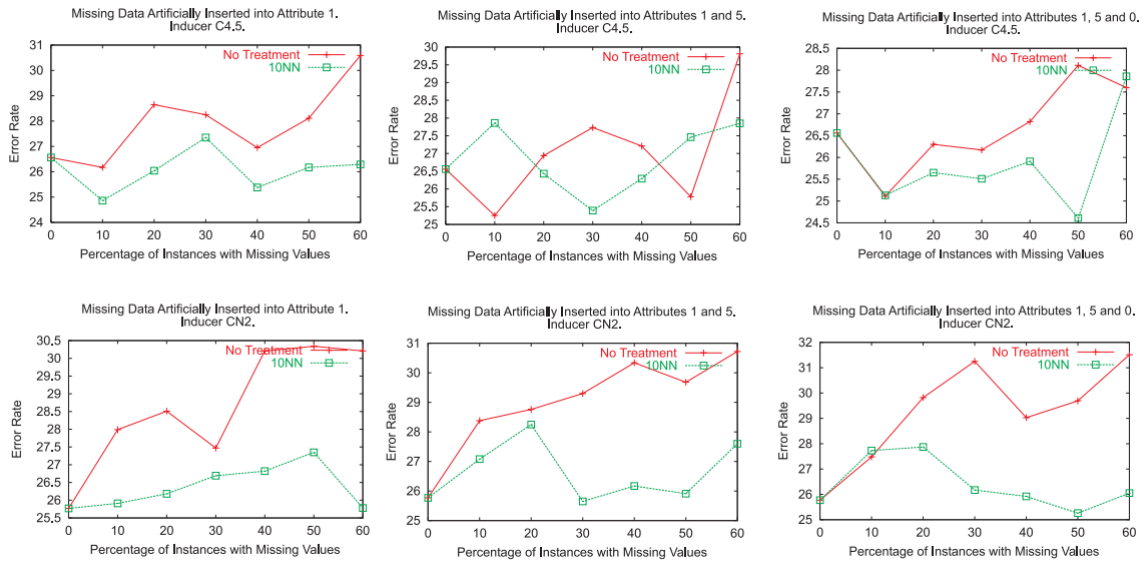 Missing Data Artificially Inserted into Attribute 1.
Inducer C4.5.
31
30
29
28
27
26
25
24
Error Rate
No Treatment
10NN
0 10 20 30 40 50 60
Percentage of Instances with Missing Values
Missing Data Artificially Inserted into Attributes 1 and 5.
Inducer C4.5.
30
29.5
29
28.5
28
27.5
27
26.5
26
25.5
25
Error Rate
No Treatment
10NN
0 10 20 30 40 50 60
Percentage of Instances with Missing Values
Missing Data Artificially Inserted into Attributes 1, 5 and 0.
Inducer C4.5.
28.5
28
27.5
27
26.5
26
25.5
25
24.5
Error Rate
No Treatment
10NN
0 10 20 30 40 50 60
Percentage of Instances with Missing Values
Missing Data Artificially Inserted into Attribute 1.
Inducer CN2.
30.5
30
29.5
29
28.5
28
27.5
27
26.5
26
25.5
Error Rate
No Treatment
10NN
0 10 20 30 40 50 60
Percentage of Instances with Missing Values
Missing Data Artificially Inserted into Attributes 1 and 5.
Inducer CN2.
31
30
29
28
27
26
25
Error Rate
No Treatment
10NN
0 10 20 30 40 50 60
Percentage of Instances with Missing Values
Missing Data Artificially Inserted into Attributes 1, 5 and 0.
Inducer CN2.
32
31
30
29
28
27
26
25
Error Rate
No Treatment
10NN
0 10 20 30 40 50 60
Percentage of Instances with Missing Values